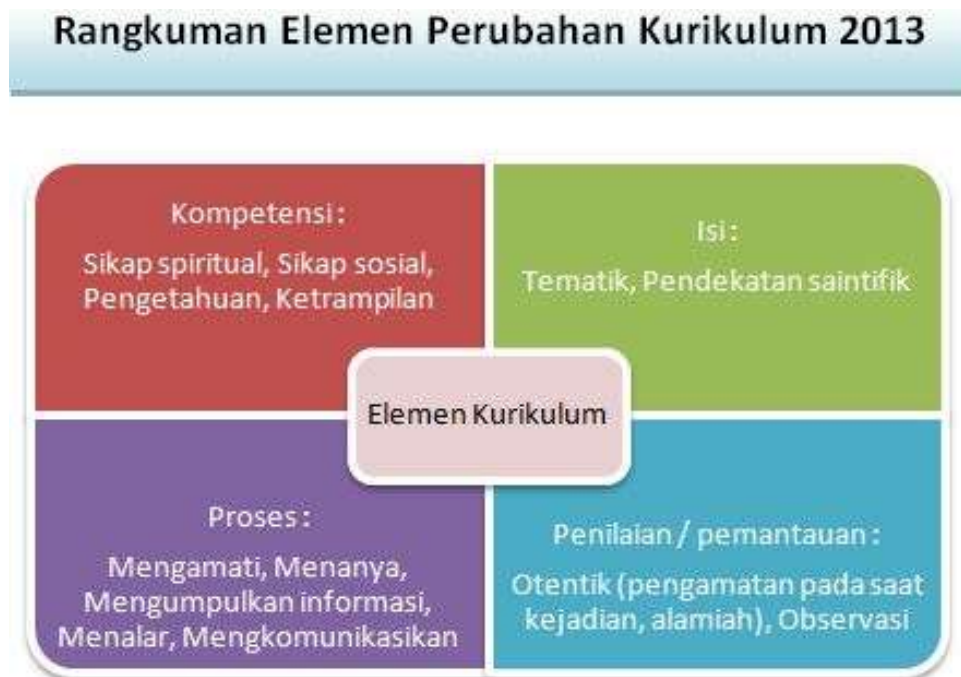 Rangkuman Elemen Perubahan Kurikulum 2013
Kompetensi :
Sikap spiritual, Sikap sosial,
Pengetahuan, Ketrampilan
Isi :
Tematik, Pendekatan saintifik
Elemen Kurikulum
Proses :
Mengamati, Menanya,
Mengumpulkan informasi,
Menalar, Mengkomunikasikan
Penilaian / pemantauan :
Otentik (pengamatan pada saat
kejadian, alamiah), Observasi